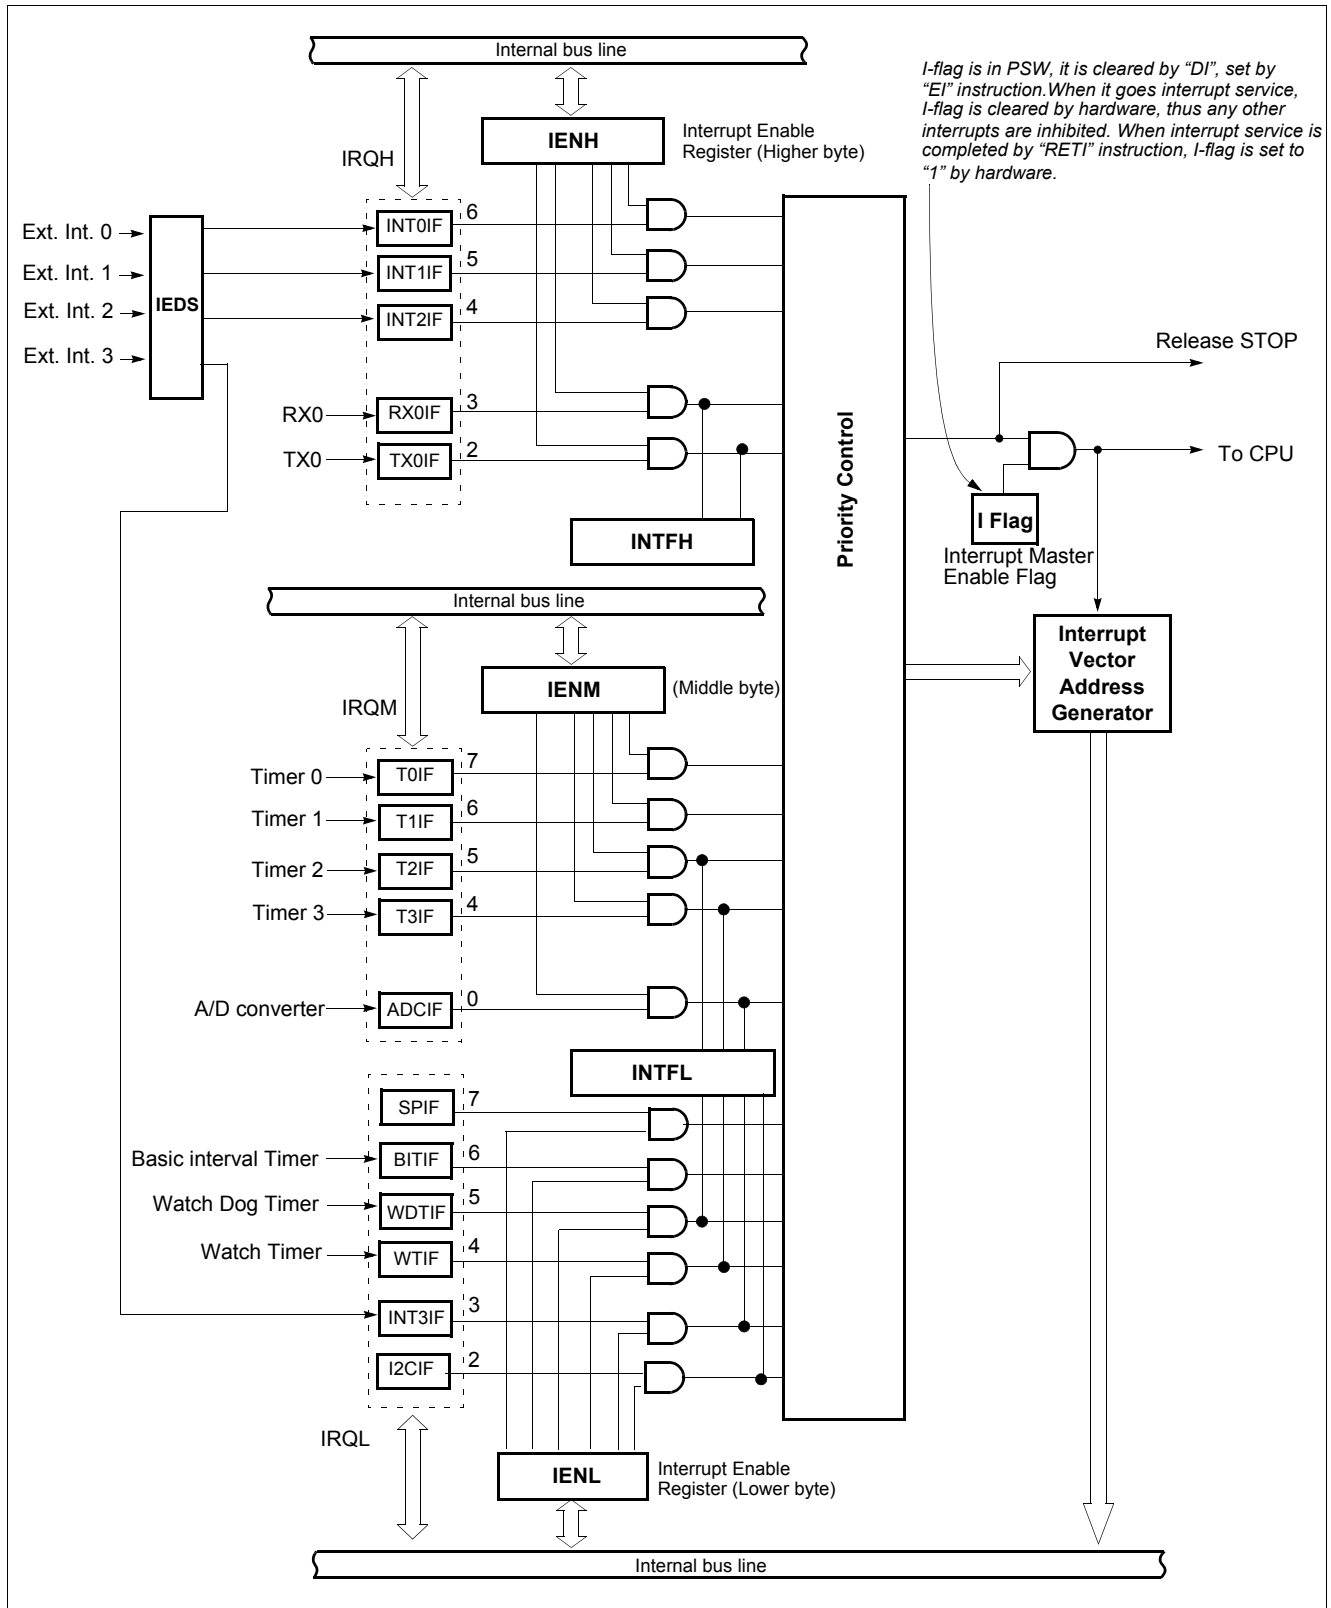 Internal bus line
I-flag is in PSW, it is cleared by “DI”, set by
“EI” instruction.When it goes interrupt service,
I-flag is cleared by hardware, thus any other
interrupts are inhibited. When interrupt service is
completed by “RETI” instruction, I-flag is set to
“1” by hardware.
IENH
Interrupt Enable
Register (Higher byte)
IRQH
Ext. Int. 0
Ext. Int. 1
Ext. Int. 2
Ext. Int. 3
IEDS
INT0IF
6
INT1IF
5
INT2IF
4
RX0
RX0IF
3
TX0
TX0IF
2
INTFH
Priority Control
Release STOP
To CPU
I Flag
Interrupt Master
Enable Flag
Internal bus line
Interrupt
Vector
Address
Generator
IENM
(Middle byte)
IRQM
Timer 0
T0IF
7
Timer 1
T1IF
6
Timer 2
T2IF
5
Timer 3
T3IF
4
A/D converter
ADCIF
0
INTFL
SPIF
7
Basic interval Timer
BITIF
6
Watch Dog Timer
WDTIF
5
Watch Timer
WTIF
4
INT3IF
3
I2CIF
2
IRQL
IENL
Interrupt Enable
Register (Lower byte)
Internal bus line